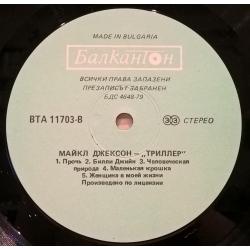 MADE IN BULGARIA
БалканТон
ВСИЧКИ ПРАВА ЗАПАЗЕНИ
ПРЕЗАПИСЪТ ЗАБРАНЕН
БДС 4648-79
ВТА 11703-В
33 СТЕРЕО
МАЙКЛ ДЖЕКСОН — „ТРИЛЛЕР"
1. Прочь 2. Билли Джийн 3. Человеческая
природа 4. Маленькая крошка
5. Женщина в моей жизни
Произведено по лицензии